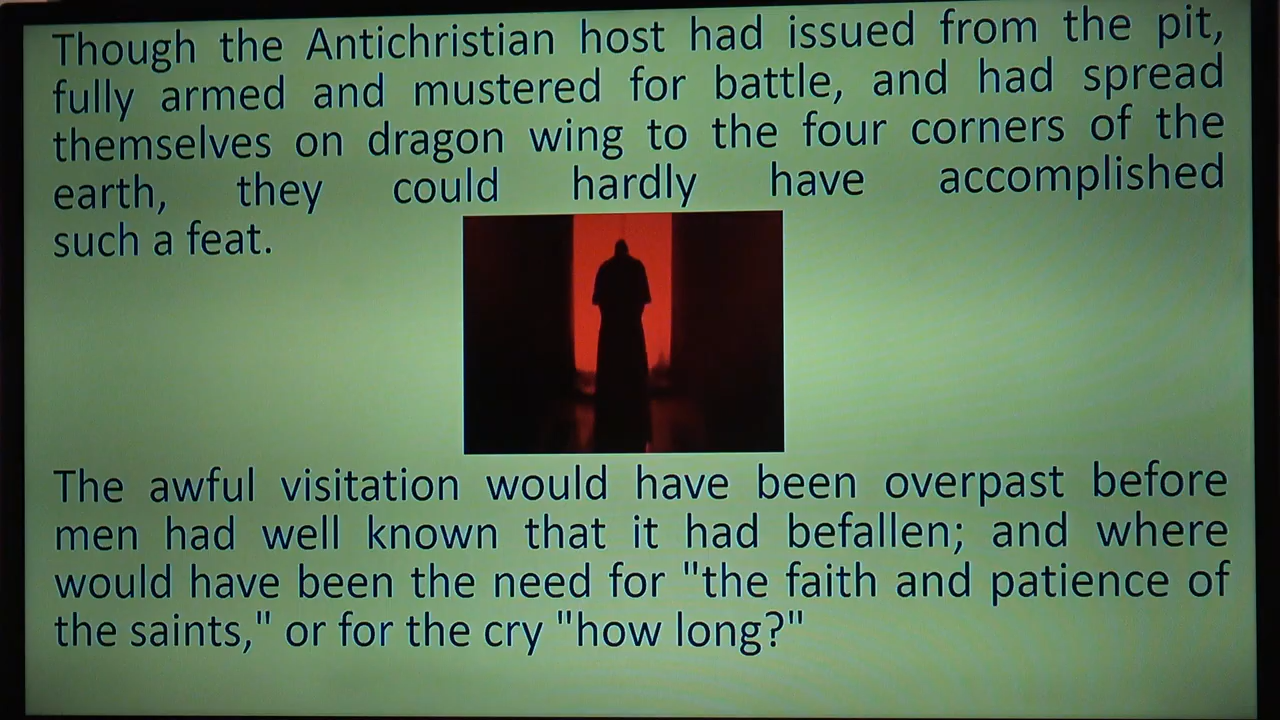 Though the Antichristian host had issued from the pit,
fully armed and mustered for battle, and had spread
themselves on dragon wing to the four corners of the
earth, they could hardly have accomplished
such a feat.
The awful visitation would have been overpast before
men had well known that it had befallen; and where
would have been the need for "the faith and patience of
the saints," or for the cry "how long?"